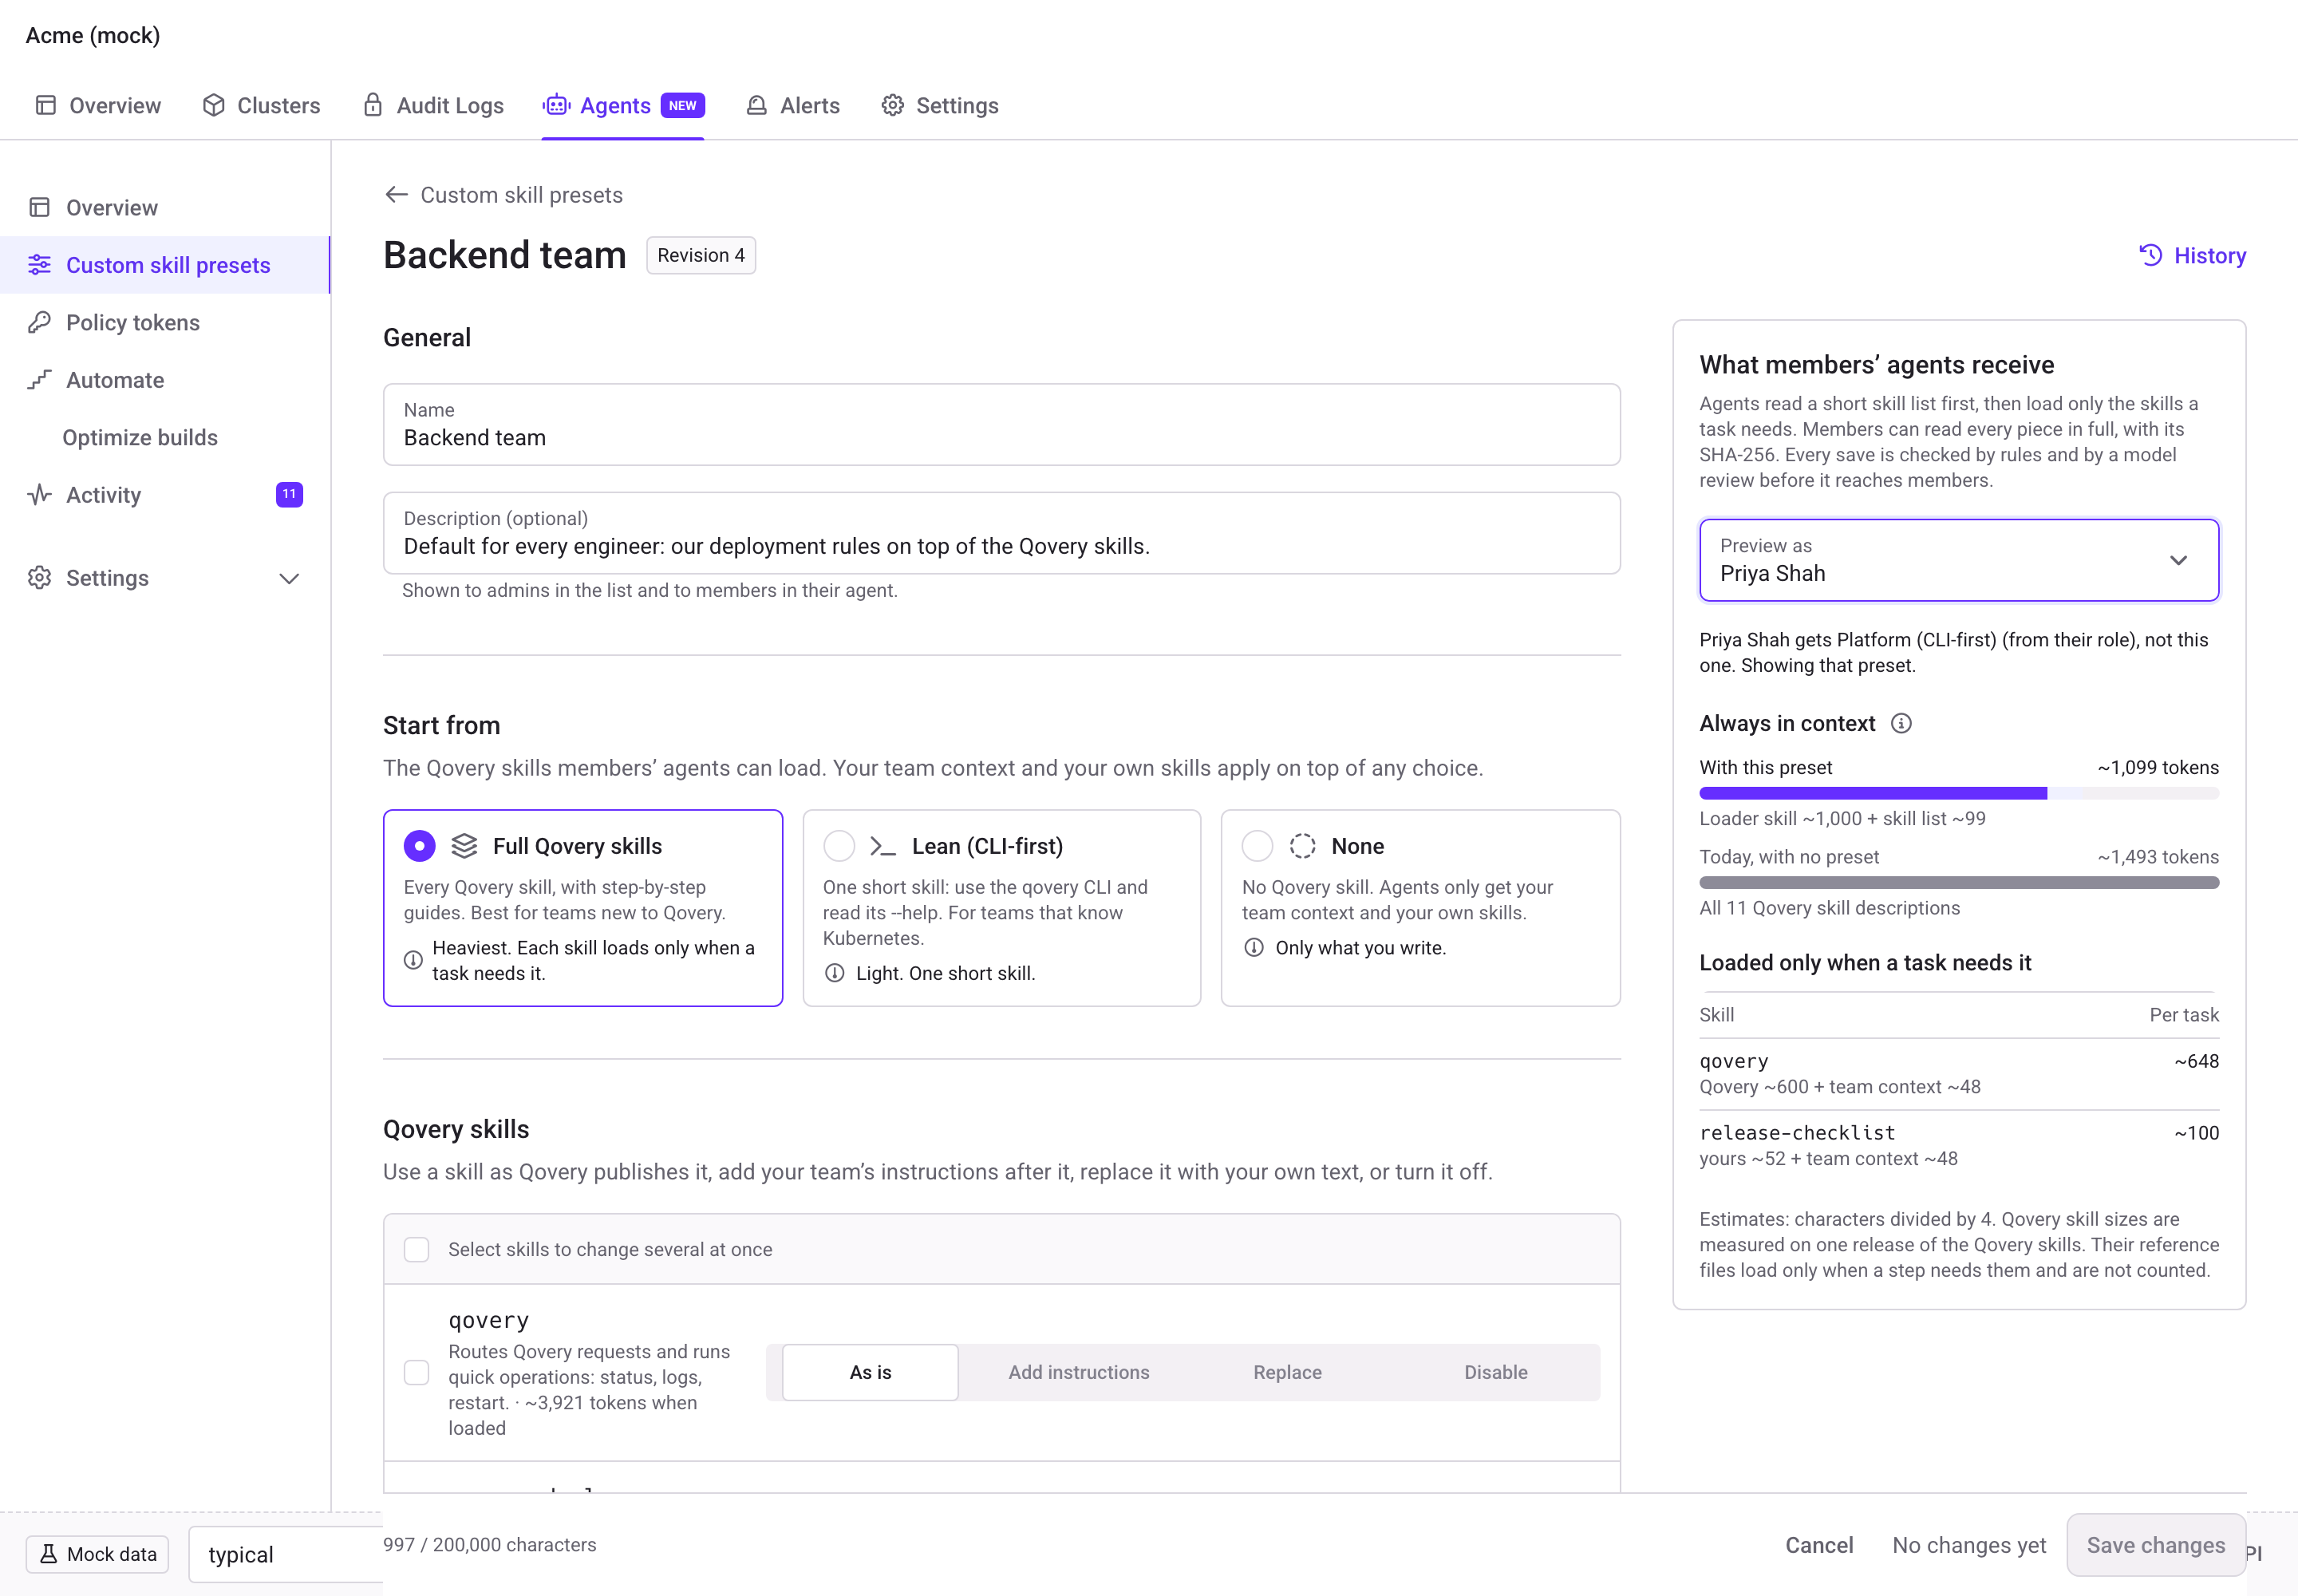 Acme (mock)
Overview
Clusters
Audit Logs
Agents NEW
Alerts
Settings
Overview
Custom skill presets
Policy tokens
Automate
Optimize builds
Activity 11
Settings
Custom skill presets
Backend team Revision 4
History
General
Name
Backend team
Description (optional)
Default for every engineer: our deployment rules on top of the Qovery skills.
Shown to admins in the list and to members in their agent.
Start from
The Qovery skills members’ agents can load. Your team context and your own skills apply on top of any choice.
Full Qovery skills
Every Qovery skill, with step-by-step
guides. Best for teams new to Qovery.
Heaviest. Each skill loads only when a
task needs it.
Lean (CLI-first)
One short skill: use the qovery CLI and
read its --help. For teams that know
Kubernetes.
Light. One short skill.
None
No Qovery skill. Agents only get your
team context and your own skills.
Only what you write.
Qovery skills
Use a skill as Qovery publishes it, add your team’s instructions after it, replace it with your own text, or turn it off.
Select skills to change several at once
qovery
Routes Qovery requests and runs
quick operations: status, logs,
restart. · ~3,921 tokens when
loaded
As is
Add instructions
Replace
Disable
What members’ agents receive
Agents read a short skill list first, then load only the skills a
task needs. Members can read every piece in full, with its
SHA-256. Every save is checked by rules and by a model
review before it reaches members.
Preview as
Priya Shah
Priya Shah gets Platform (CLI-first) (from their role), not this
one. Showing that preset.
Always in context
With this preset ~1,099 tokens
Loader skill ~1,000 + skill list ~99
Today, with no preset ~1,493 tokens
All 11 Qovery skill descriptions
Loaded only when a task needs it
Skill Per task
qovery ~648
Qovery ~600 + team context ~48
release-checklist ~100
yours ~52 + team context ~48
Estimates: characters divided by 4. Qovery skill sizes are
measured on one release of the Qovery skills. Their reference
files load only when a step needs them and are not counted.
Mock data
typical
997 / 200,000 characters
Cancel
No changes yet
Save changes
PI